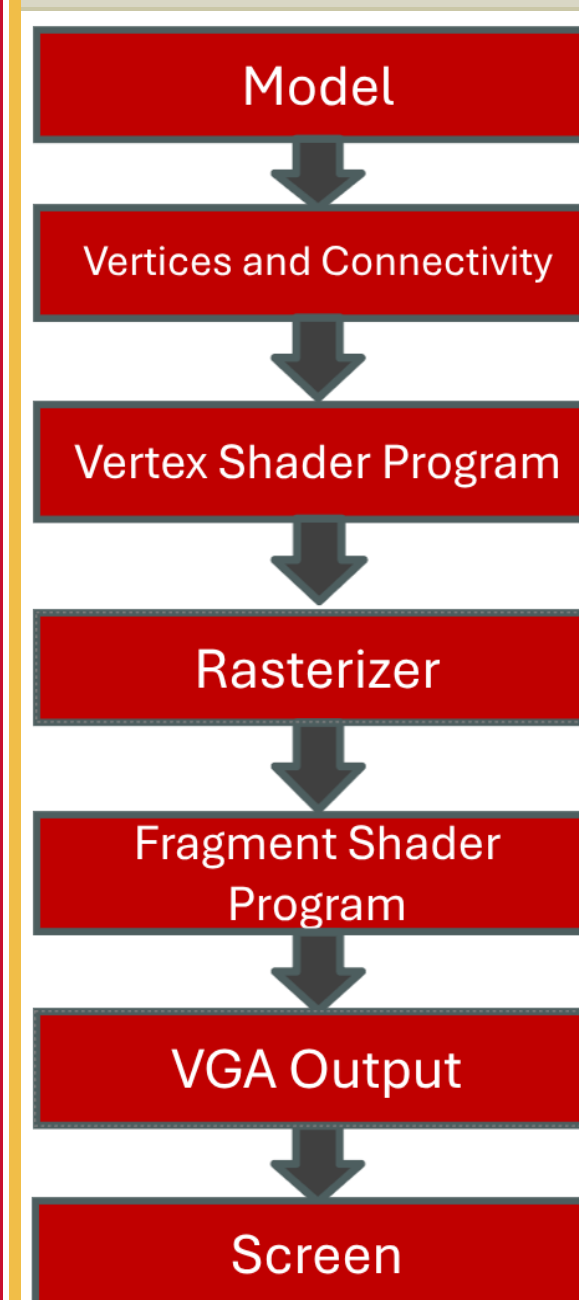 Model
Vertices and Connectivity
Vertex Shader Program
Rasterizer
Fragment Shader
Program
VGA Output
Screen